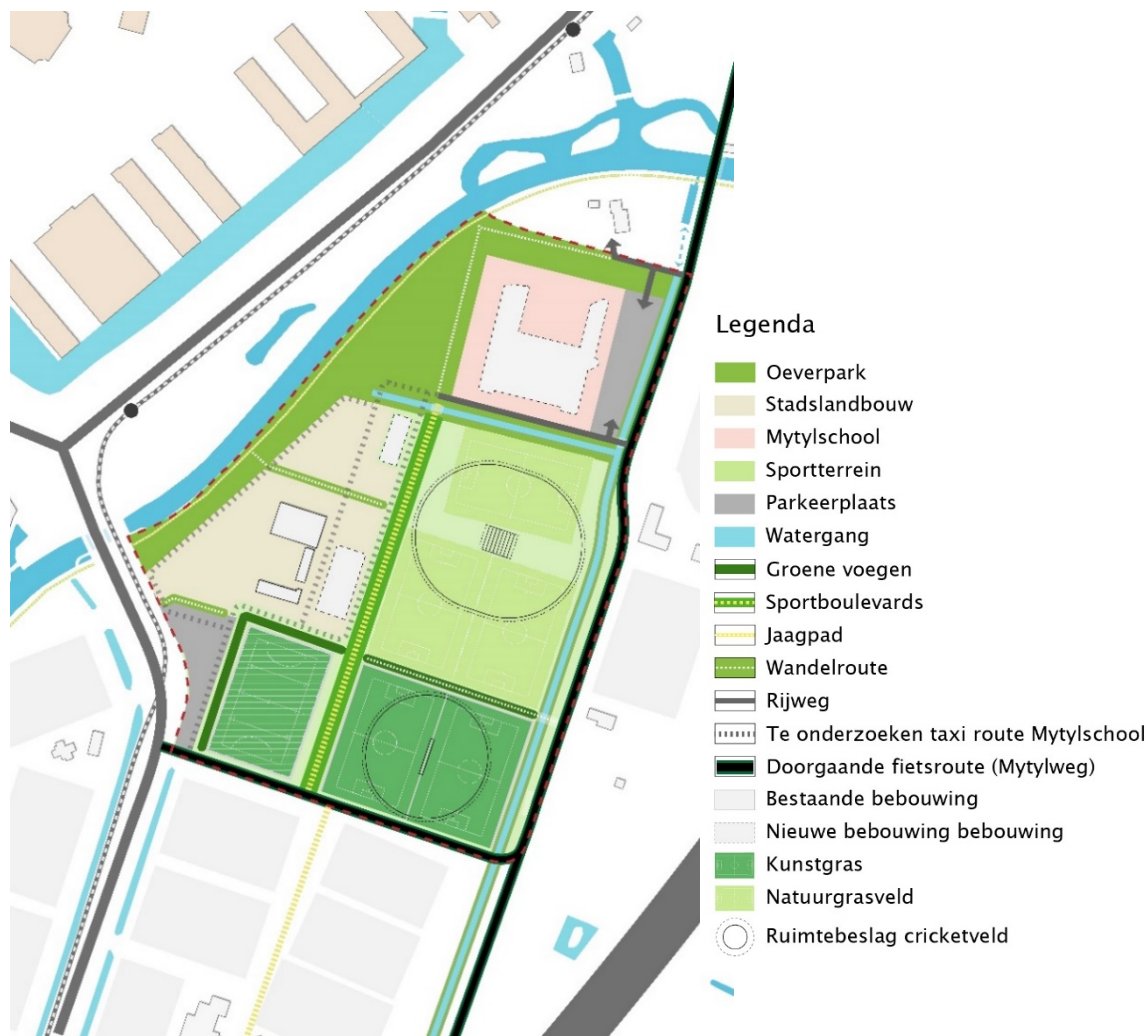 Legenda
Oeverpark
Stadslandbouw
Mytylschool
Sportterrein
Parkeerplaats
Watergang
Groene voegen
Sportboulevards
Jaagpad
Wandelroute
Rijweg
Te onderzoeken taxi route Mytylschool
Doorgaande fietsroute (Mytylweg)
Bestaande bebouwing
Nieuwe bebouwing bebouwing
Kunstgras
Natuurgrasveld
Ruimtebeslag cricketveld